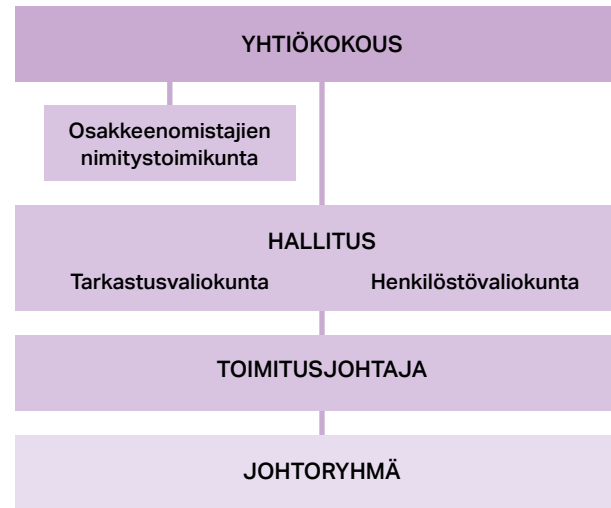 YHTIÖKOKOUS
Osakkeenomistajien
nimitystoimikunta
HALLITUS
Tarkastusvaliokunta
Henkilöstövaliokunta
TOIMITUSJOHTAJA
JOHTORYHMÄ